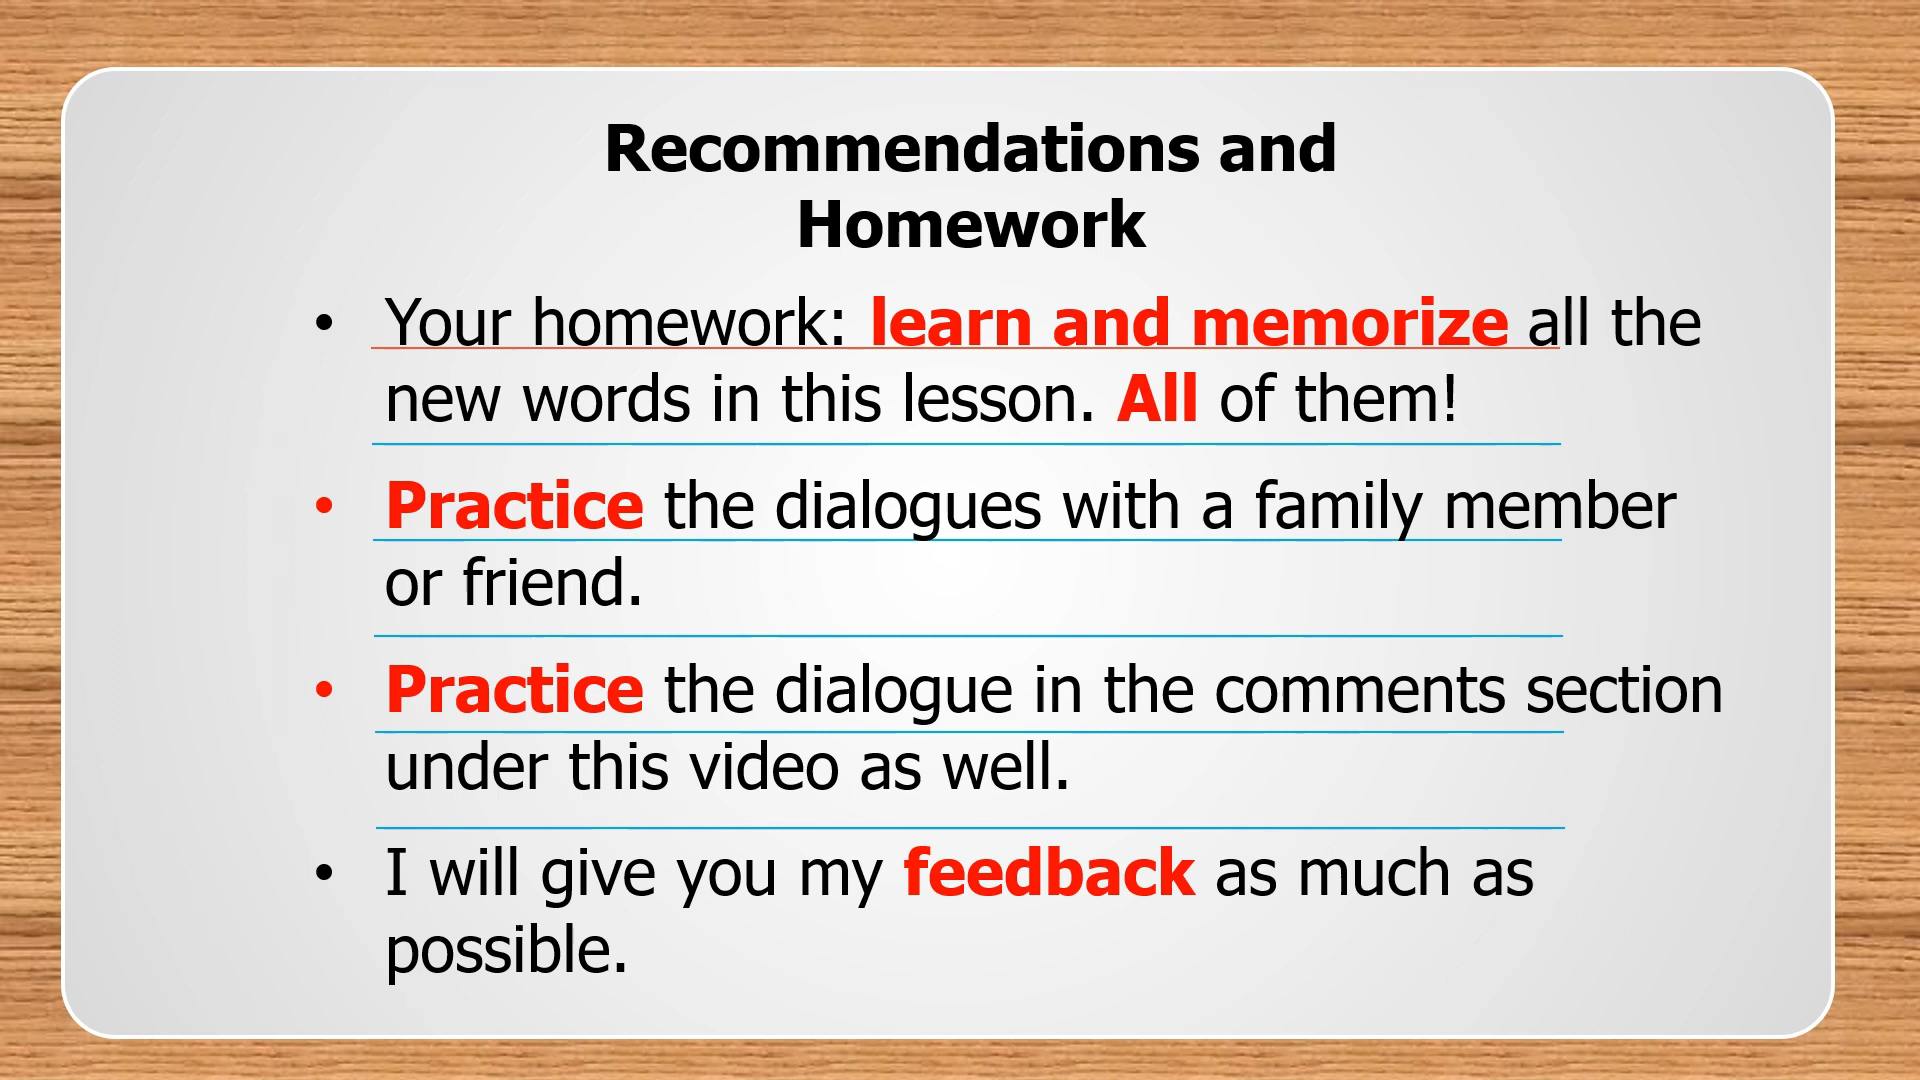 Recommendations and
Homework
• Your homework: learn and memorize all the
new words in this lesson. All of them!
• Practice the dialogues with a family member
or friend.
• Practice the dialogue in the comments section
under this video as well.
• I will give you my feedback as much as
possible.